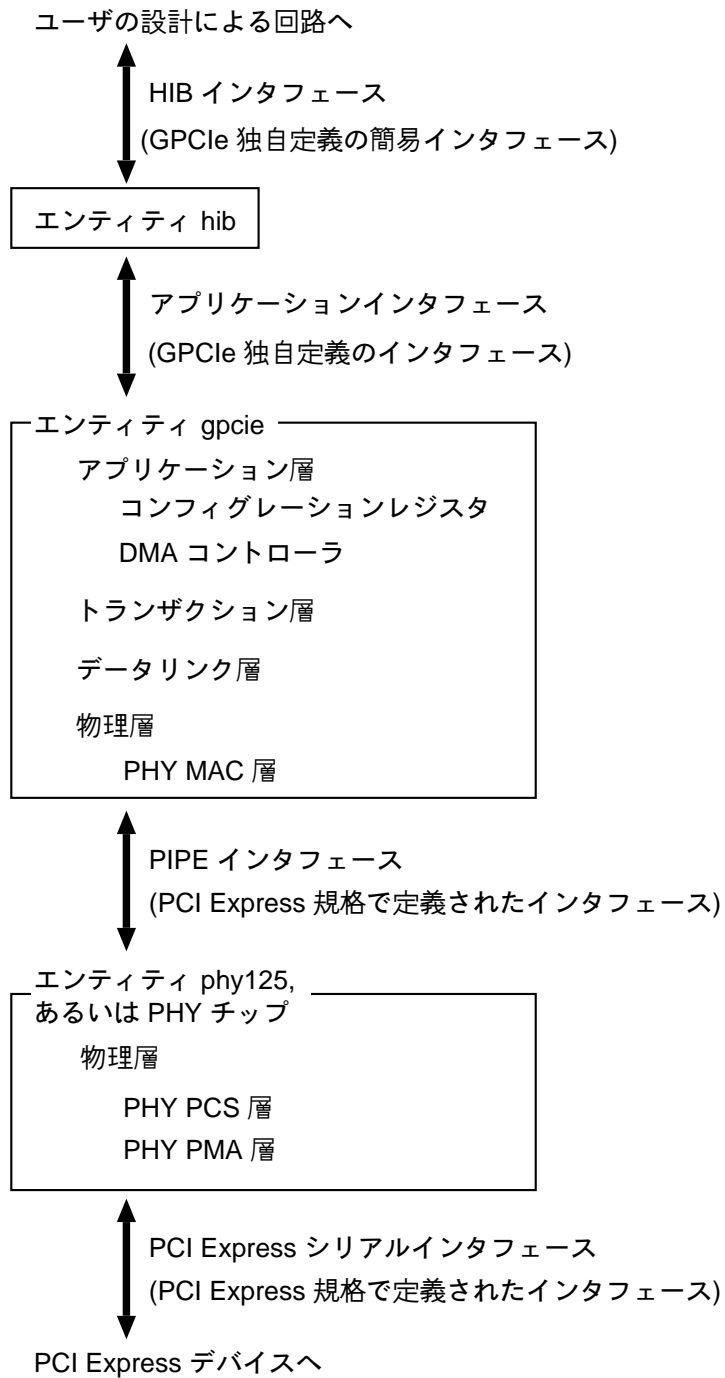 ユーザの設計による回路へ
HIB インタフェース
(GPCIe 独自定義の簡易インタフェース)
エンティティ hib
アプリケーションインタフェース
(GPCIe 独自定義のインタフェース)
エンティティ gpcie
アプリケーション層
コンフィグレーションレジスタ
DMA コントローラ
トランザクション層
データリンク層
物理層
PHY MAC 層
PIPE インタフェース
(PCI Express 規格で定義されたインタフェース)
エンティティ phy125,
あるいは PHY チップ
物理層
PHY PCS 層
PHY PMA 層
PCI Express シリアルインタフェース
(PCI Express 規格で定義されたインタフェース)
PCI Express デバイスへ